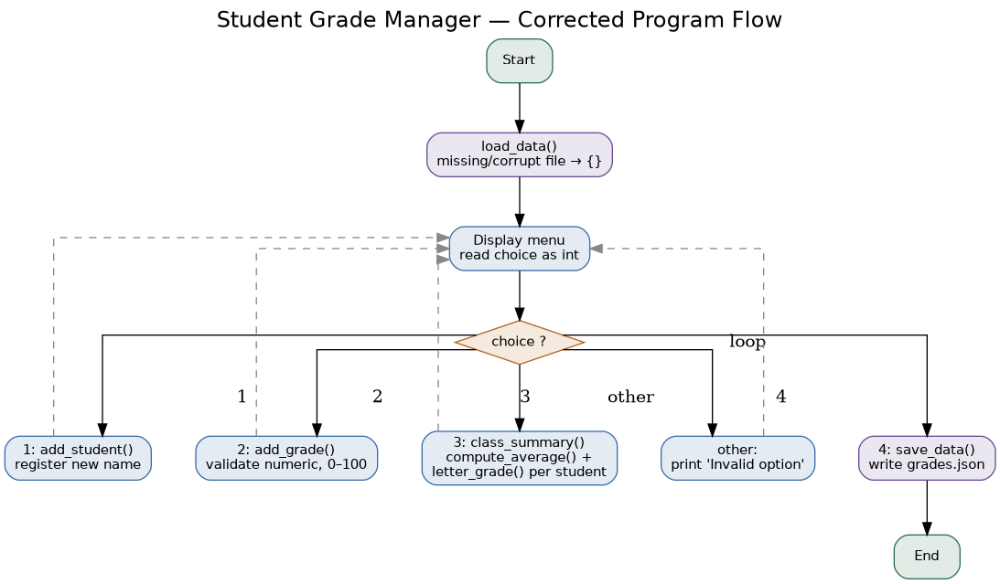 Student Grade Manager — Corrected Program Flow
Start
load_data()
missing/corrupt file → {}
Display menu
read choice as int
choice ?
loop
1
2
3
other
4
1: add_student()
register new name
2: add_grade()
validate numeric, 0–100
3: class_summary()
compute_average() +
letter_grade() per student
other:
print 'Invalid option'
4: save_data()
write grades.json
End